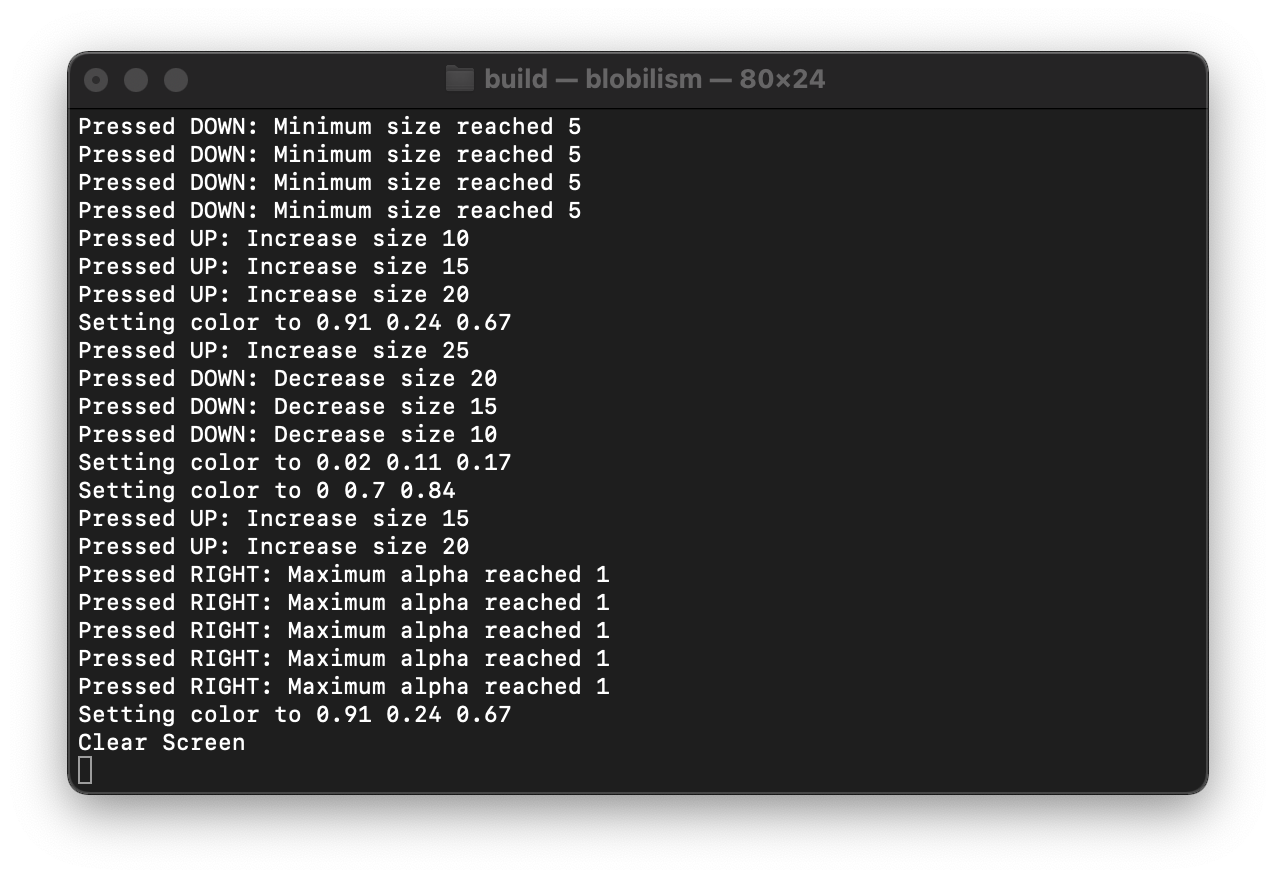 build — blobilism — 80×24
Pressed DOWN: Minimum size reached 5
Pressed DOWN: Minimum size reached 5
Pressed DOWN: Minimum size reached 5
Pressed DOWN: Minimum size reached 5
Pressed UP: Increase size 10
Pressed UP: Increase size 15
Pressed UP: Increase size 20
Setting color to 0.91 0.24 0.67
Pressed UP: Increase size 25
Pressed DOWN: Decrease size 20
Pressed DOWN: Decrease size 15
Pressed DOWN: Decrease size 10
Setting color to 0.02 0.11 0.17
Setting color to 0 0.7 0.84
Pressed UP: Increase size 15
Pressed UP: Increase size 20
Pressed RIGHT: Maximum alpha reached 1
Pressed RIGHT: Maximum alpha reached 1
Pressed RIGHT: Maximum alpha reached 1
Pressed RIGHT: Maximum alpha reached 1
Pressed RIGHT: Maximum alpha reached 1
Setting color to 0.91 0.24 0.67
Clear Screen